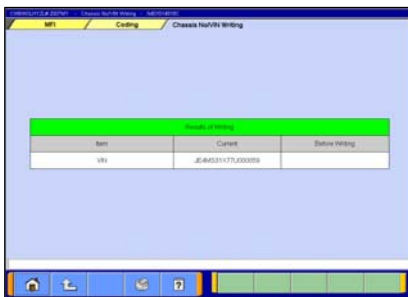 MFI Coding Chassis No/VIN Writing
Results of Writing
Item Current Before Writing
VIN
?